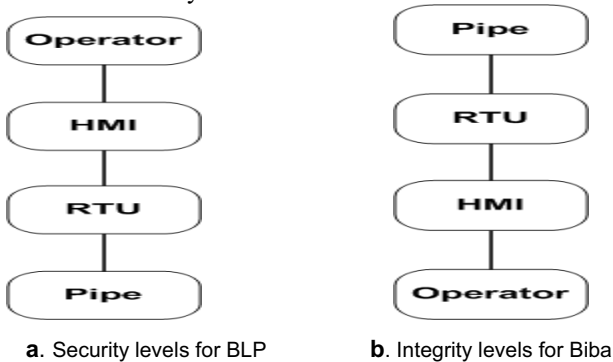 Operator
HMI
RTU
Pipe
a. Security levels for BLP
Pipe
RTU
HMI
Operator
b. Integrity levels for Biba